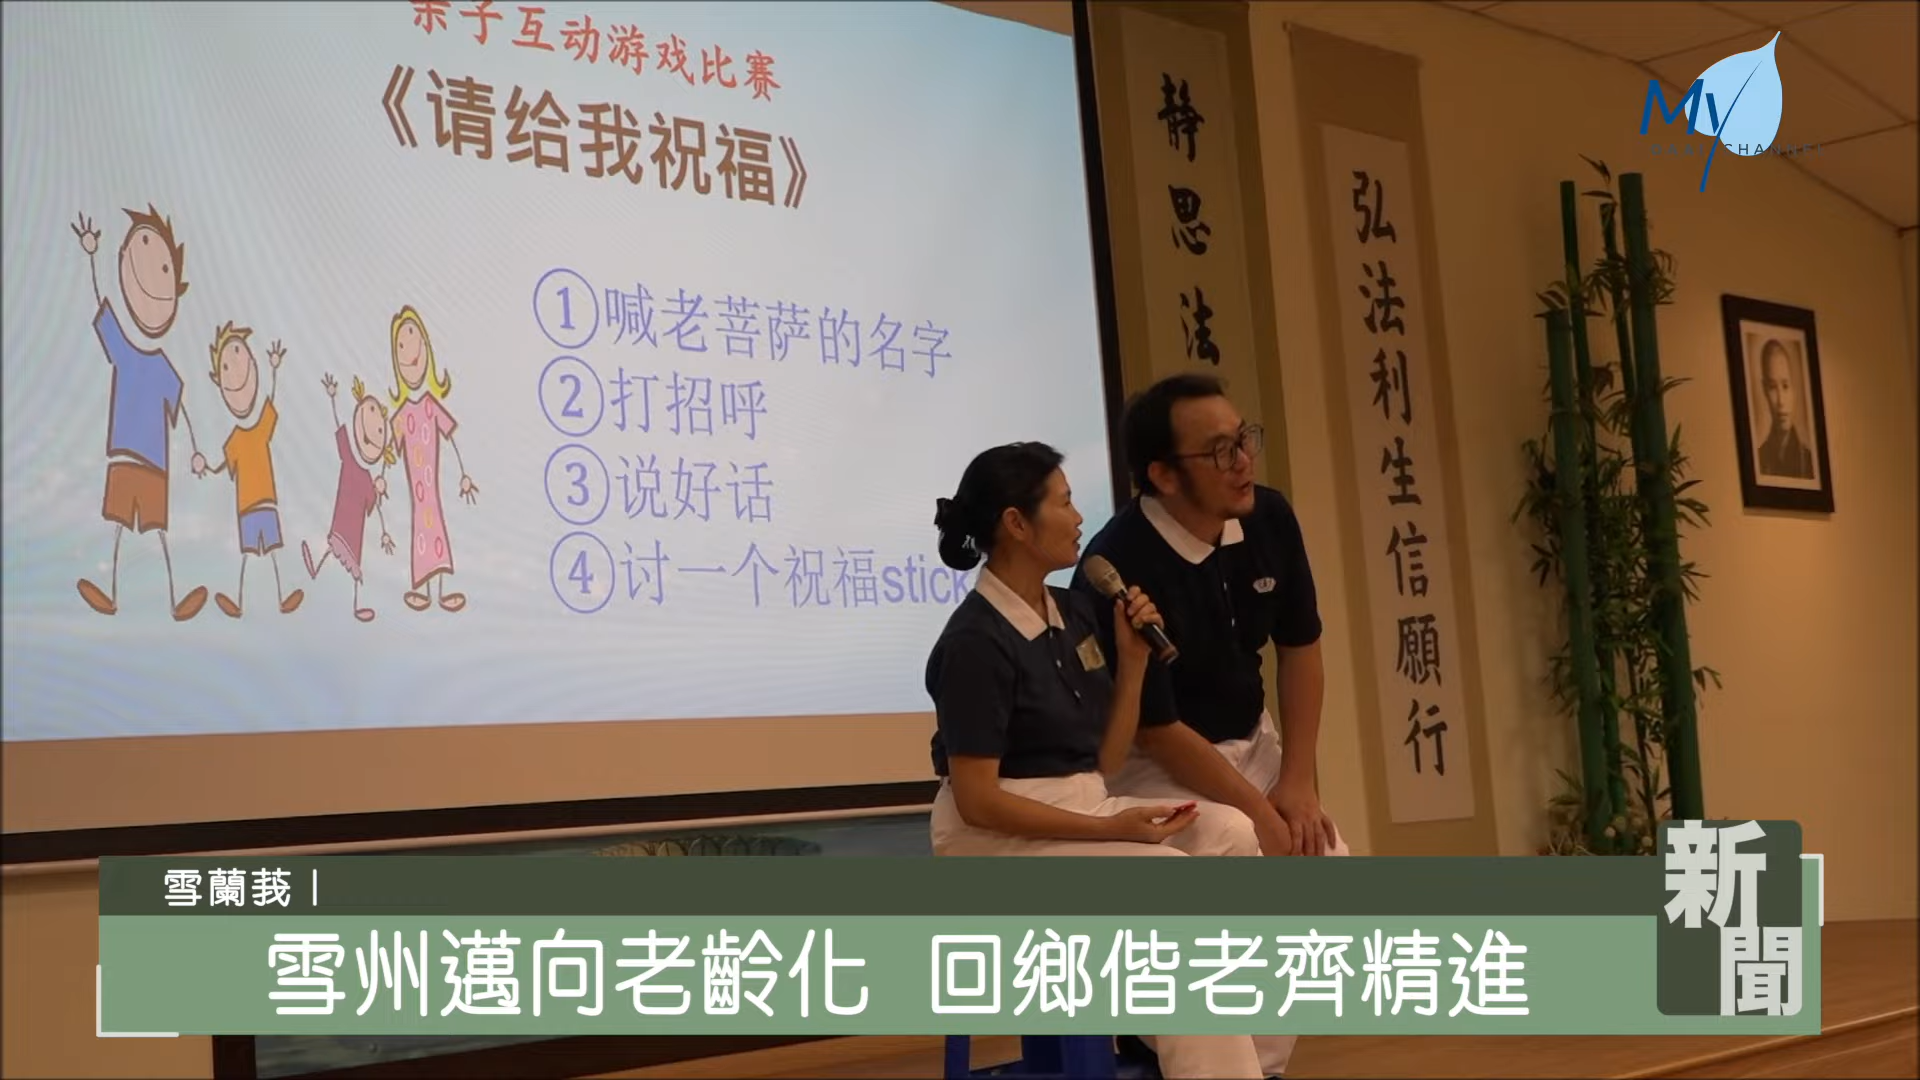 亲子互动游戏比赛
《请给我祝福》
①喊老菩萨的名字
②打招呼
③说好话
④讨一个祝福stick
静思法
弘法利生信願行
My
CHANNEL
雪蘭莪|
雪州邁向老齡化 回鄉偕老齊精進
新聞